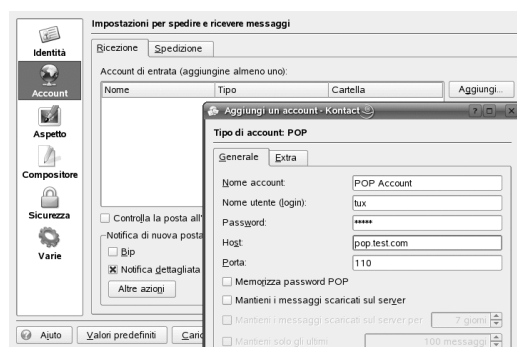 Impostazioni per spedire e ricevere messaggi
Identità
Account
Aspetto
Compositore
Sicurezza
Varie
Ricezione Spedizione
Account di entrata (aggiungine almeno uno):
Nome Tipo Cartella Aggiungi...
Controlla la posta all'
Notifica di nuova posta
Bip
Notifica dettagliata
Altre azioni
Aiuto Valori predefiniti Caric
Aggiungi un account - Kontact
Tipo di account: POP
Generale Extra
Nome account: POP Account
Nome utente (login): tux
Password: *****
Host: pop.test.com
Porta: 110
Memorizza password POP
Mantieni i messaggi scaricati sul server
Mantieni i messaggi scaricati sul server per: 7 giorni
Mantieni solo gli ultimi 100 messaggi